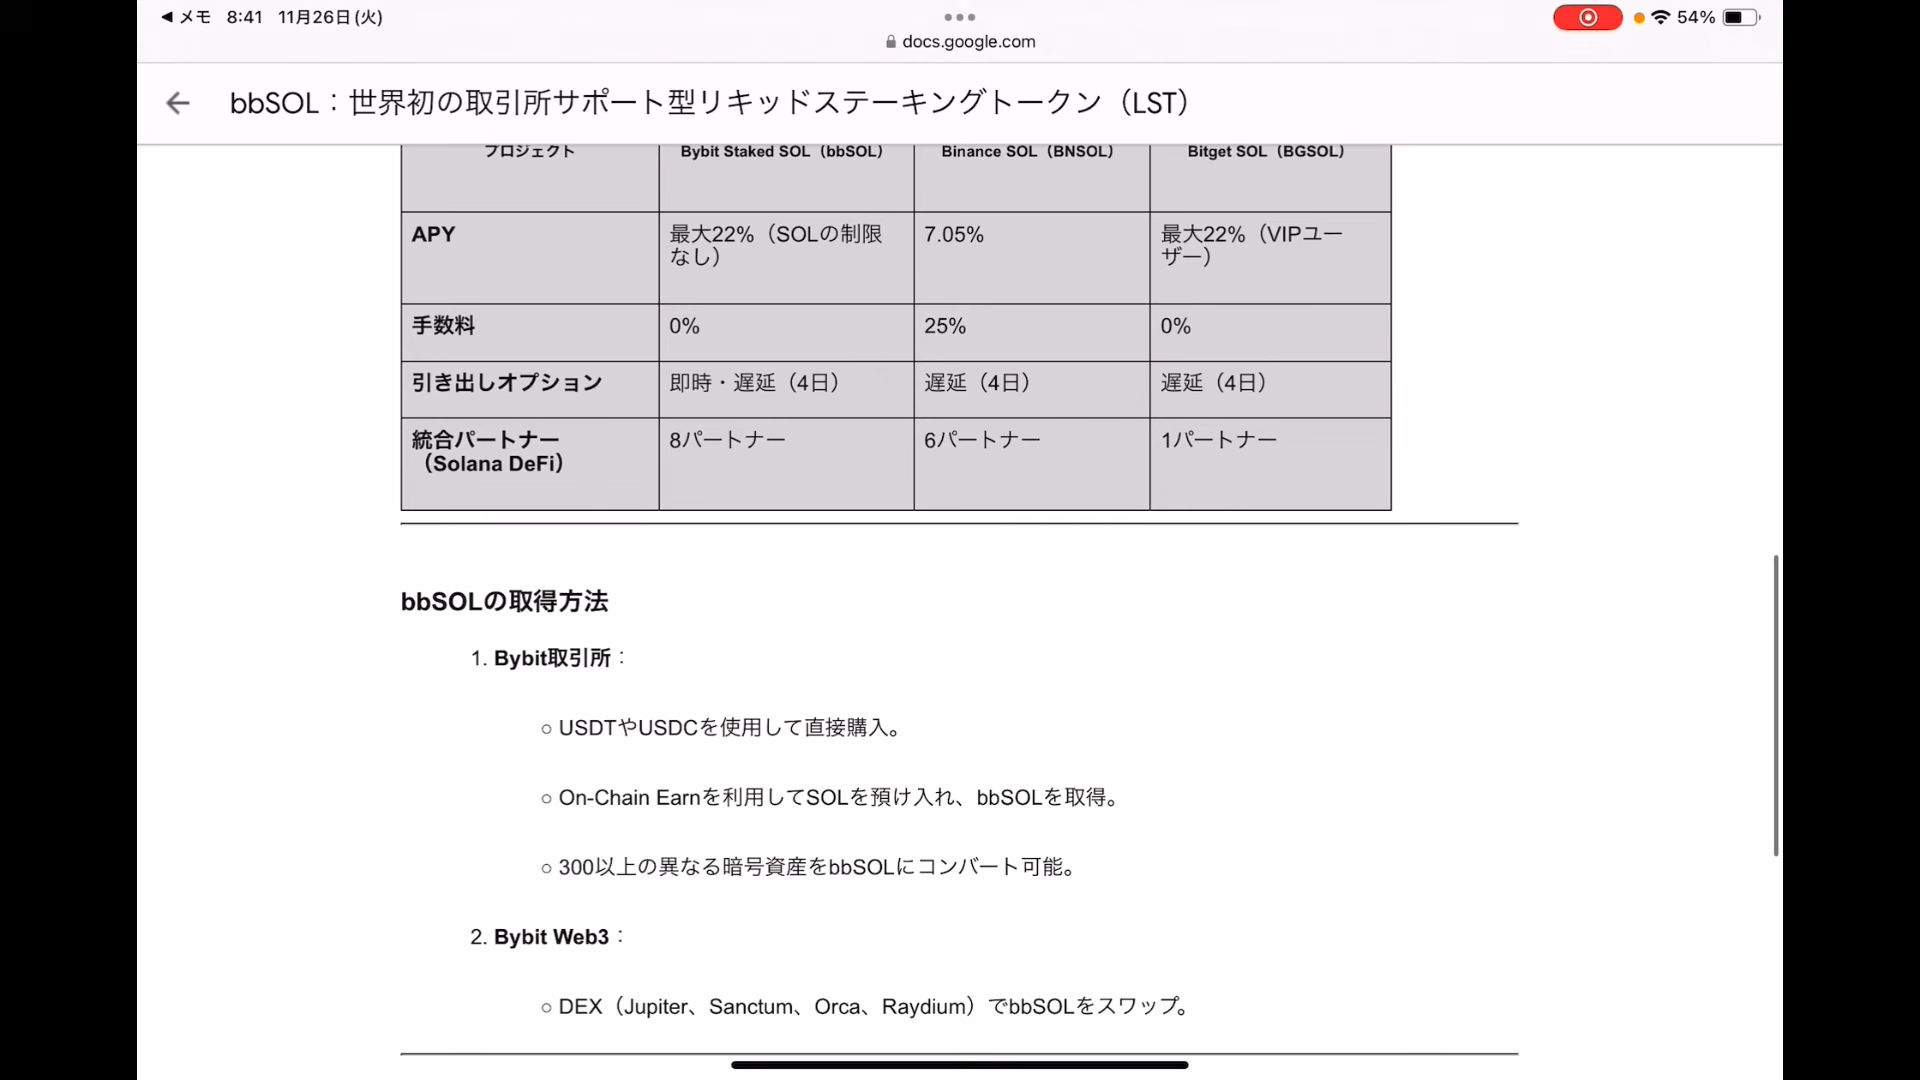 ◀メモ 8:41 11月26日(火) 54%
docs.google.com
bbSOL：世界初の取引所サポート型リキッドステーキングトークン（LST）
プロジェクト Bybit Staked SOL（bbSOL） Binance SOL（BNSOL） Bitget SOL（BGSOL）
APY 最大22%（SOLの制限 7.05% 最大22%（VIPユー
なし） ザー）
手数料 0% 25% 0%
引き出しオプション 即時・遅延（4日） 遅延（4日） 遅延（4日）
統合パートナー 8パートナー 6パートナー 1パートナー
（Solana DeFi）
bbSOLの取得方法
1. Bybit取引所：
○ USDTやUSDCを使用して直接購入。
○ On-Chain Earnを利用してSOLを預け入れ、bbSOLを取得。
○ 300以上の異なる暗号資産をbbSOLにコンバート可能。
2. Bybit Web3：
○ DEX（Jupiter、Sanctum、Orca、Raydium）でbbSOLをスワップ。